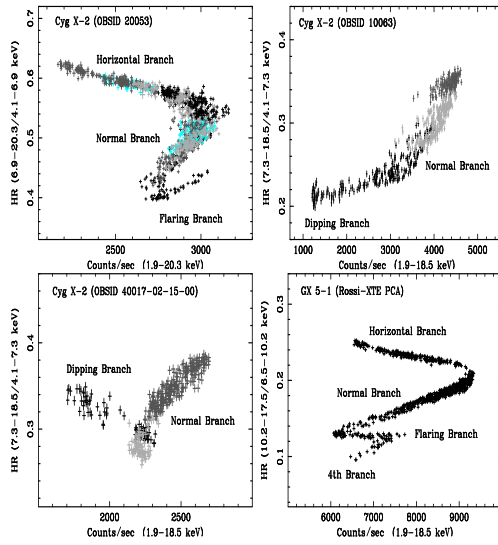 Cyg X-2 (OBSID 20053)
Horizontal Branch
Normal Branch
Flaring Branch
HR (6.9-20.3/4.1-6.9 keV)
0.7
0.6
0.5
0.4
2500
3000
Counts/sec (1.9-20.3 keV)
Cyg X-2 (OBSID 10063)
Normal Branch
Dipping Branch
HR (7.3-18.5/4.1-7.3 keV)
0.4
0.3
0.2
1000
2000
3000
4000
5000
Counts/sec (1.9-18.5 keV)
Cyg X-2 (OBSID 40017-02-15-00)
Dipping Branch
Normal Branch
HR (7.3-18.5/4.1-7.3 keV)
0.4
0.3
2000
2500
Counts/sec (1.9-18.5 keV)
GX 5-1 (Rossi-XTE PCA)
Horizontal Branch
Normal Branch
Flaring Branch
4th Branch
HR (10.2-17.5/6.5-10.2 keV)
0.3
0.2
0.1
6000
7000
8000
9000
Counts/sec (1.9-18.5 keV)